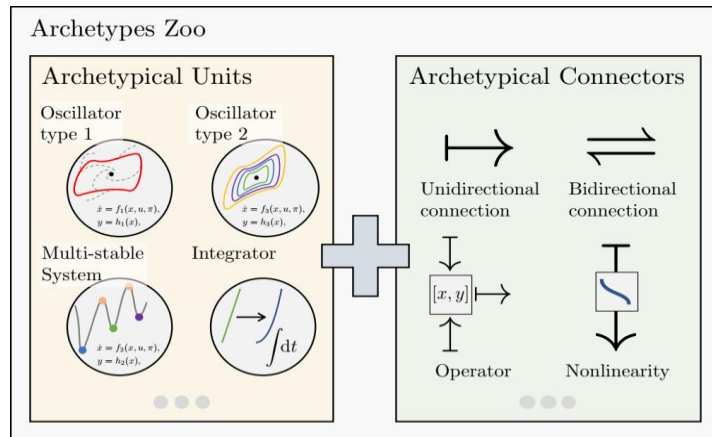 Archetypes Zoo
Archetypical Units
Oscillator
type 1
Oscillator
type 2
ẋ = f₁(x, u, π),
y = h₁(x),
ẋ = f₃(x, u, π),
y = h₃(x),
Multi-stable
System
Integrator
ẋ = f₂(x, u, π),
y = h₂(x),
∫dt
Archetypical Connectors
Unidirectional
connection
Bidirectional
connection
[x, y]
Operator
Nonlinearity